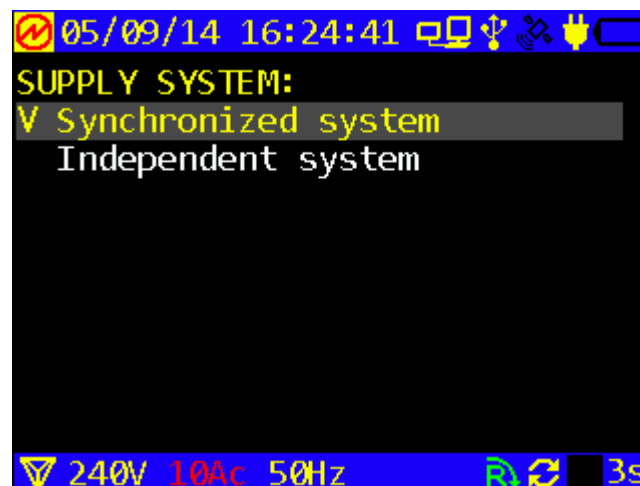 05/09/14 16:24:41
SUPPLY SYSTEM:
V Synchronized system
Independent system
240V 10Ac 50Hz R 3s